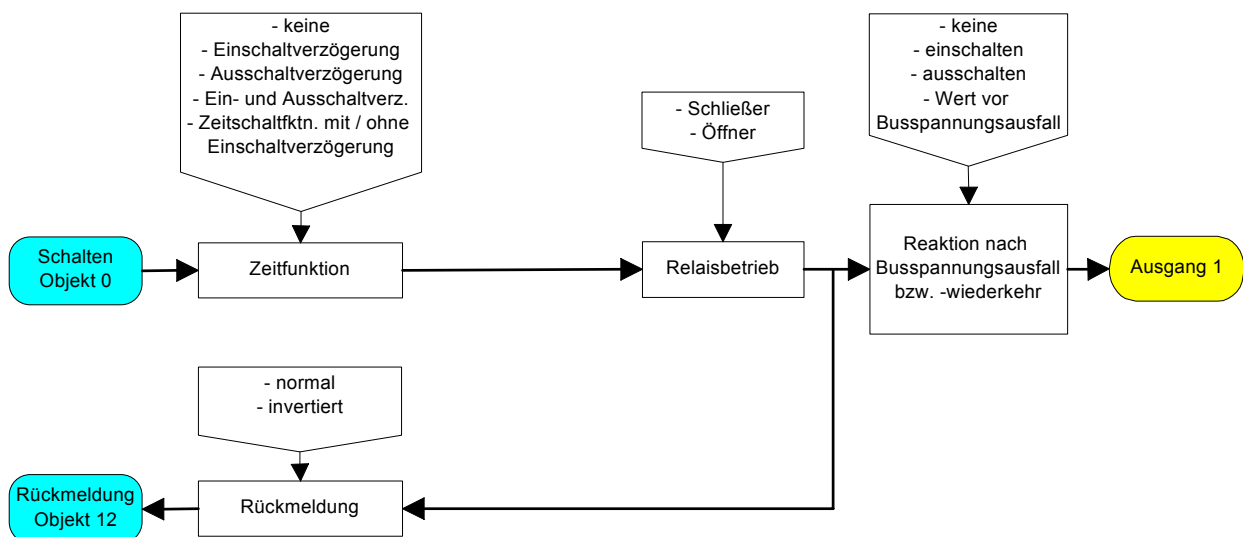 - keine
- Einschaltverzögerung
- Ausschaltverzögerung
- Ein- und Ausschaltverz.
- Zeitschaltfktn. mit / ohne
Einschaltverzögerung
- Schließer
- Öffner
- keine
- einschalten
- ausschalten
- Wert vor
Busspannungsausfall
Schalten
Objekt 0
Zeitfunktion
Relaisbetrieb
Reaktion nach
Busspannungsausfall
bzw. -wiederkehr
Ausgang 1
- normal
- invertiert
Rückmeldung
Objekt 12
Rückmeldung